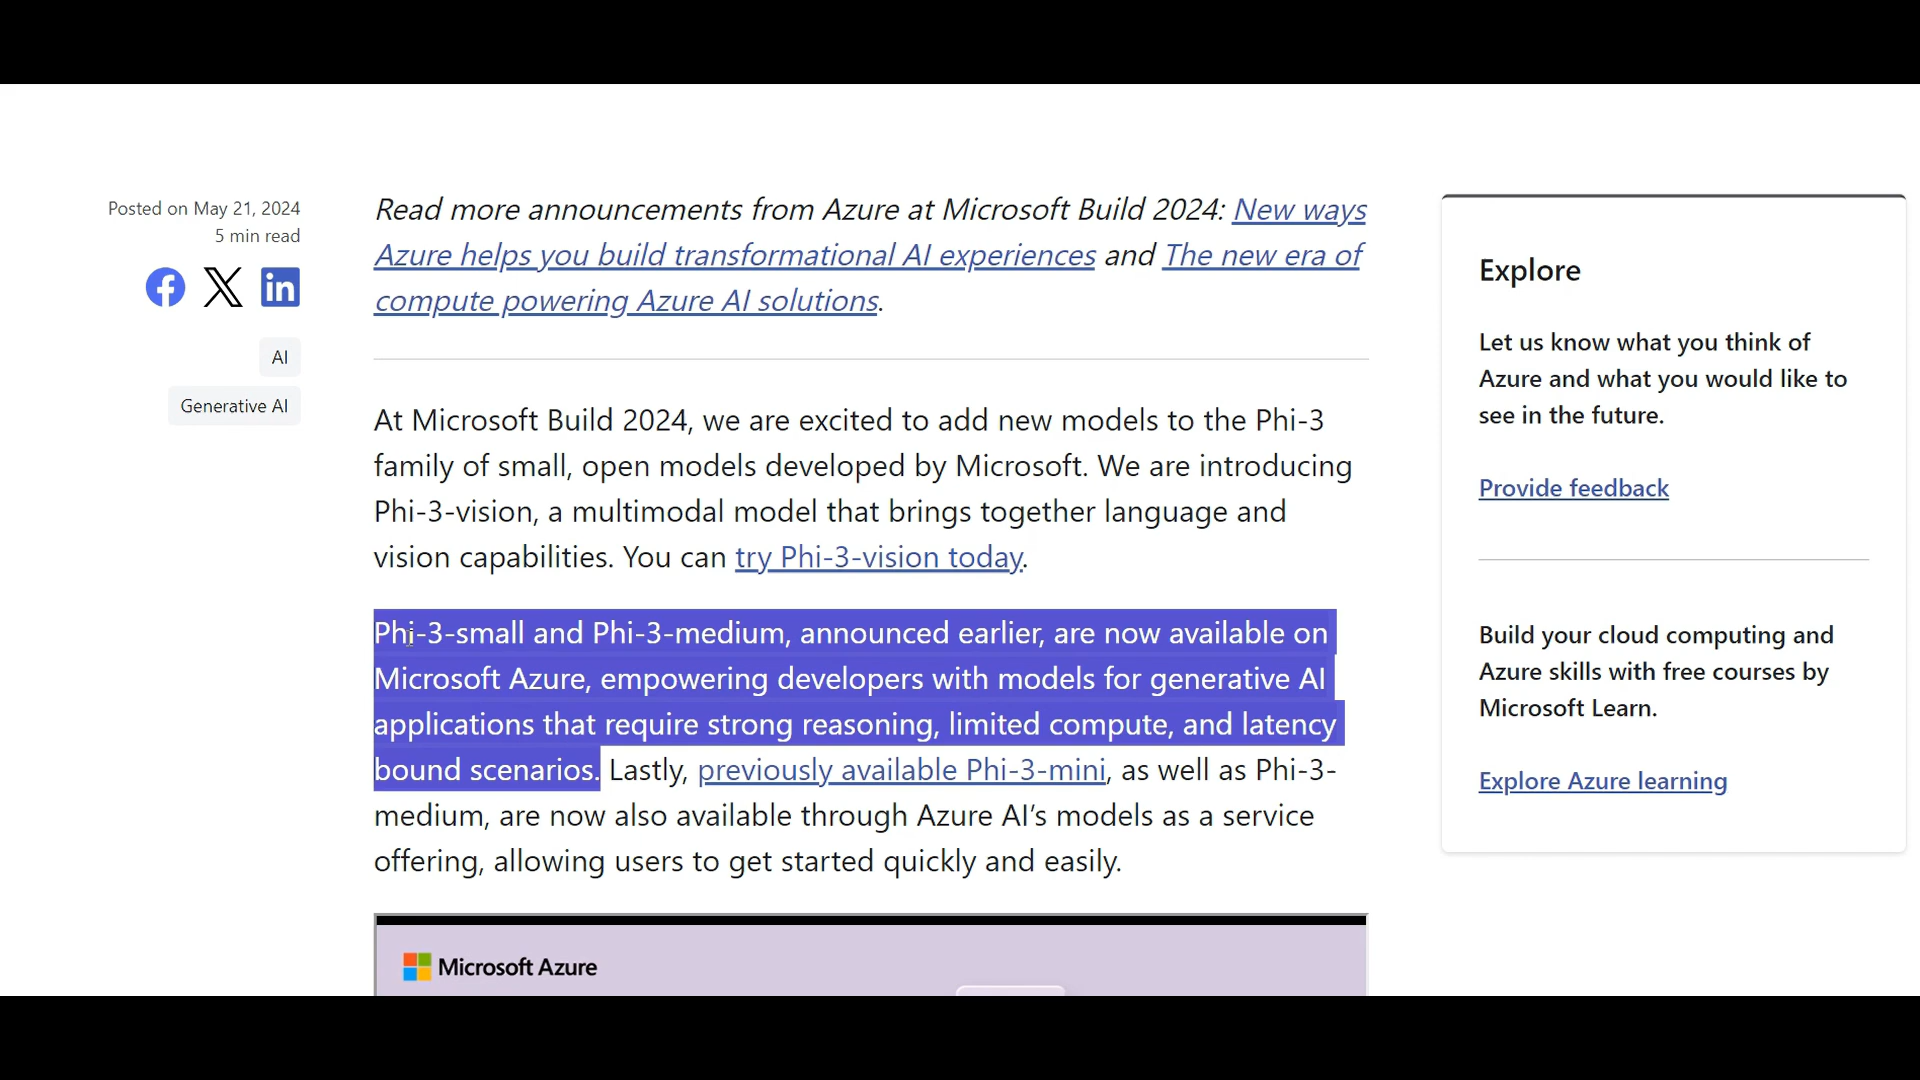 Posted on May 21, 2024
5 min read
AI
Generative AI
Read more announcements from Azure at Microsoft Build 2024: New ways
Azure helps you build transformational AI experiences and The new era of
compute powering Azure AI solutions.
At Microsoft Build 2024, we are excited to add new models to the Phi-3
family of small, open models developed by Microsoft. We are introducing
Phi-3-vision, a multimodal model that brings together language and
vision capabilities. You can try Phi-3-vision today.
Phi-3-small and Phi-3-medium, announced earlier, are now available on
Microsoft Azure, empowering developers with models for generative AI
applications that require strong reasoning, limited compute, and latency
bound scenarios. Lastly, previously available Phi-3-mini, as well as Phi-3-
medium, are now also available through Azure AI’s models as a service
offering, allowing users to get started quickly and easily.
Microsoft Azure
Explore
Let us know what you think of
Azure and what you would like to
see in the future.
Provide feedback
Build your cloud computing and
Azure skills with free courses by
Microsoft Learn.
Explore Azure learning